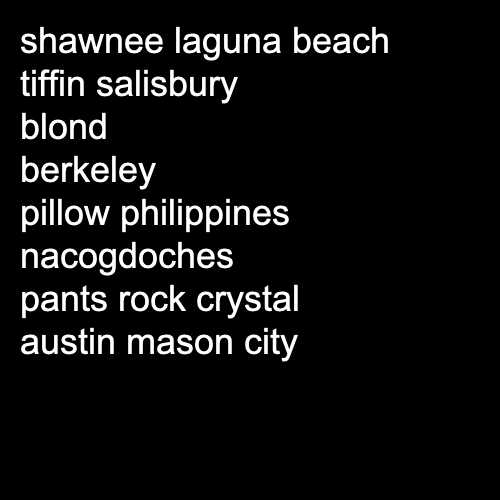 shawnee laguna beach
tiffin salisbury
blond
berkeley
pillow philippines
nacogdoches
pants rock crystal
austin mason city